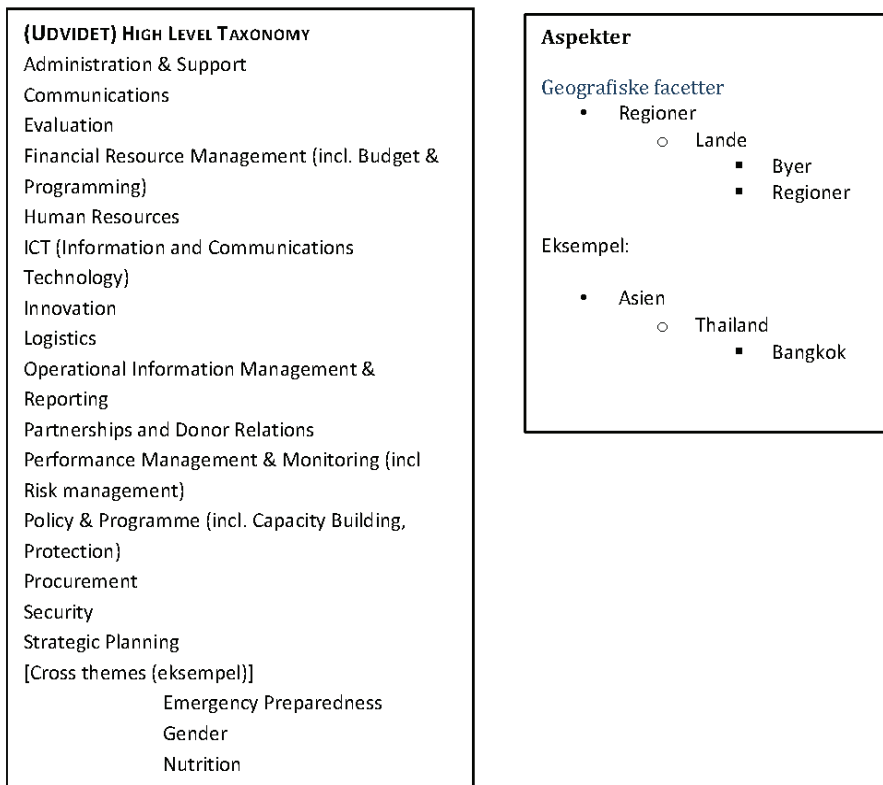 (UDVIDET) HIGH LEVEL TAXONOMY
Administration & Support
Communications
Evaluation
Financial Resource Management (incl. Budget &
Programming)
Human Resources
ICT (Information and Communications
Technology)
Innovation
Logistics
Operational Information Management &
Reporting
Partnerships and Donor Relations
Performance Management & Monitoring (incl
Risk management)
Policy & Programme (incl. Capacity Building,
Protection)
Procurement
Security
Strategic Planning
[Cross themes (eksempel)]
Emergency Preparedness
Gender
Nutrition
Aspekter
Geografiske facetter
• Regioner
o Lande
▪ Byer
▪ Regioner
Eksempel:
• Asien
o Thailand
▪ Bangkok